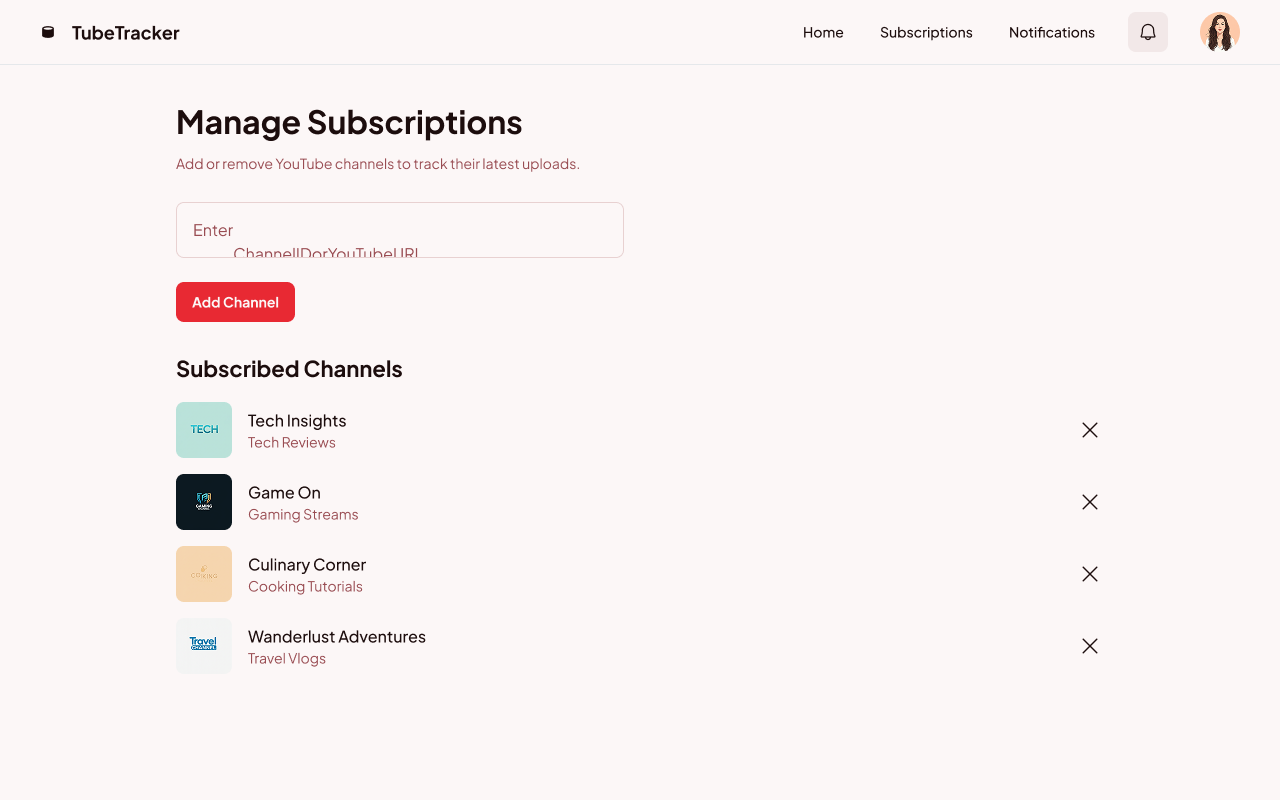 TubeTracker
Home
Subscriptions
Notifications
Manage Subscriptions
Add or remove YouTube channels to track their latest uploads.
Enter
ChannelIDorYouTubeURL
Add Channel
Subscribed Channels
TECH
Tech Insights
Tech Reviews
GAMING
Game On
Gaming Streams
Culinary Corner
Cooking Tutorials
Travel
CHANNEL
Wanderlust Adventures
Travel Vlogs